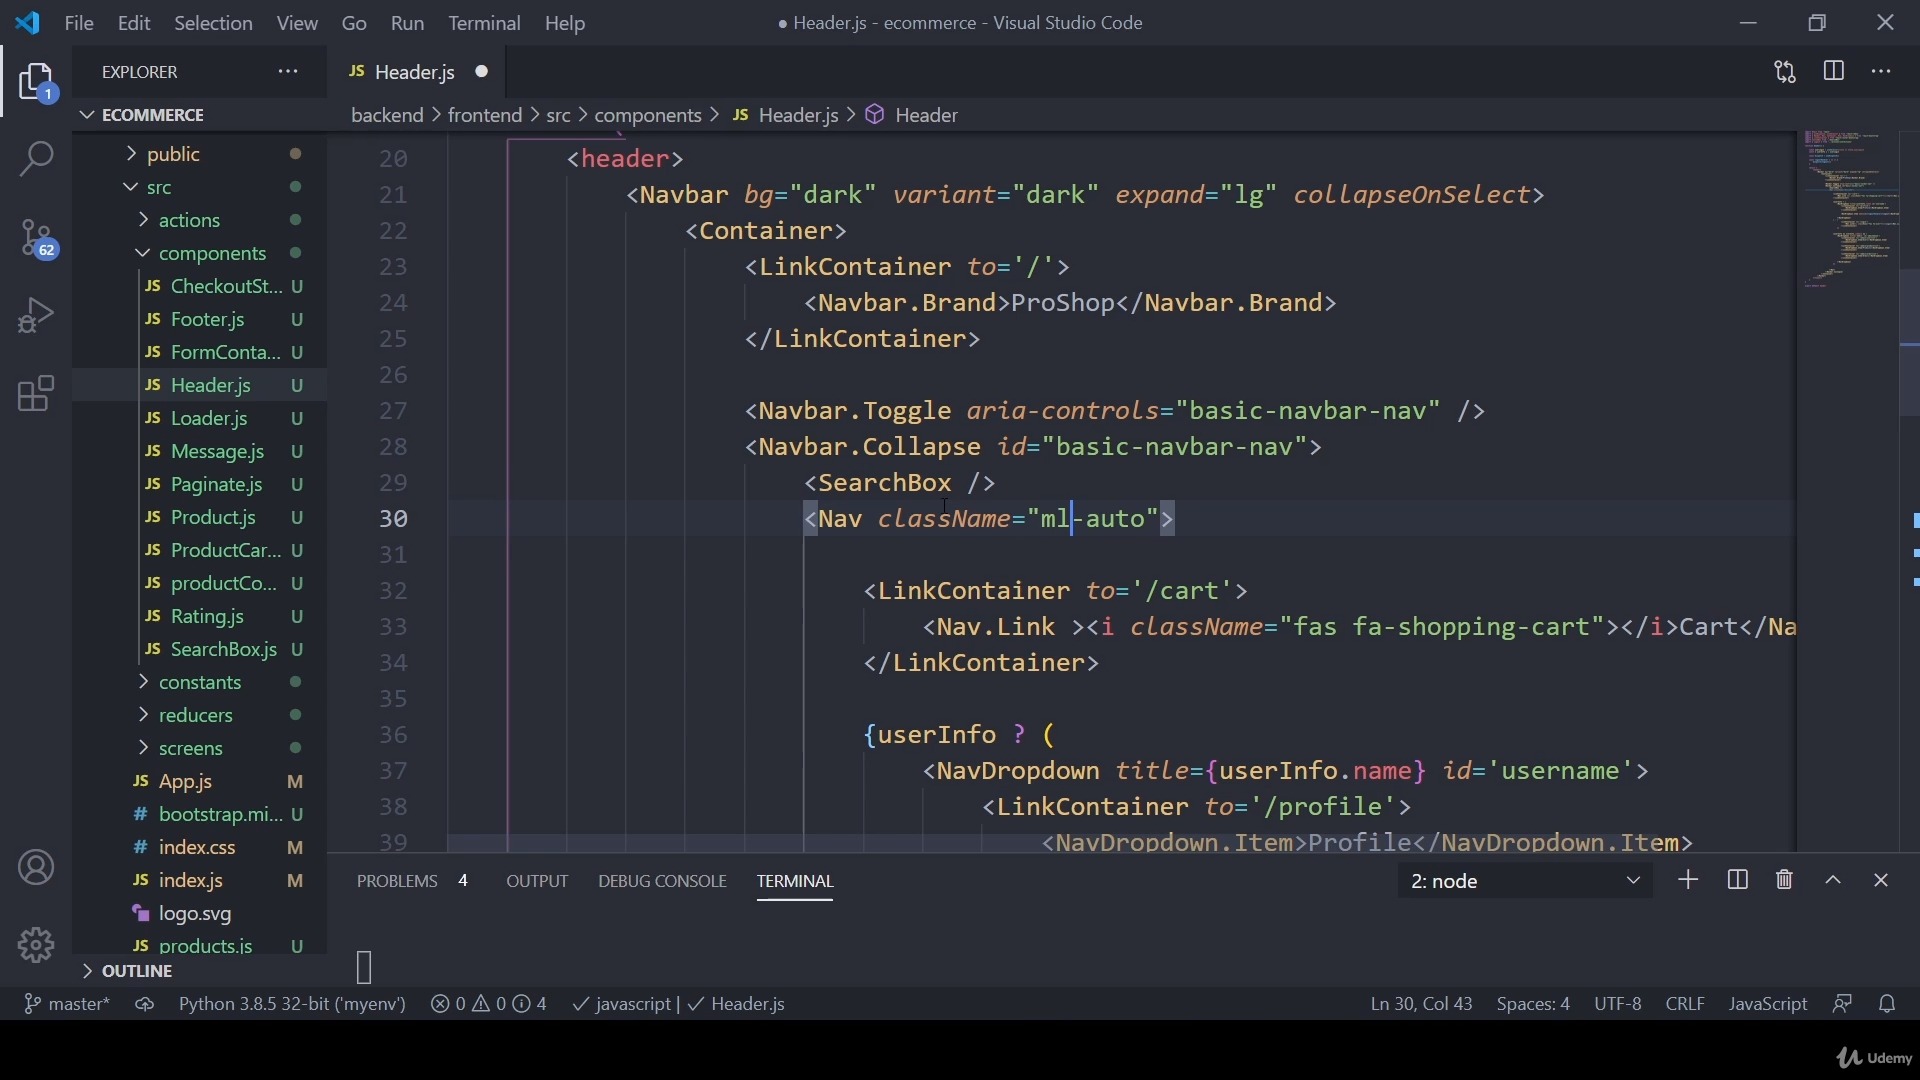 File Edit Selection View Go Run Terminal Help
● Header.js - ecommerce - Visual Studio Code
EXPLORER
JS Header.js
1
ECOMMERCE
backend > frontend > src > components > JS Header.js > Header
public
src
actions
components
62
JS CheckoutSt... U
JS Footer.js U
JS FormConta... U
JS Header.js U
JS Loader.js U
JS Message.js U
JS Paginate.js U
JS Product.js U
JS ProductCar... U
JS productCo... U
JS Rating.js U
JS SearchBox.js U
constants
reducers
screens
JS App.js M
# bootstrap.mi... U
# index.css M
JS index.js M
logo.svg
JS products.js U
OUTLINE
20 <header>
21 <Navbar bg="dark" variant="dark" expand="lg" collapseOnSelect>
22 <Container>
23 <LinkContainer to='/'>
24 <Navbar.Brand>ProShop</Navbar.Brand>
25 </LinkContainer>
26
27 <Navbar.Toggle aria-controls="basic-navbar-nav" />
28 <Navbar.Collapse id="basic-navbar-nav">
29 <SearchBox />
30 <Nav className="ml-auto">
31
32 <LinkContainer to='/cart'>
33 <Nav.Link ><i className="fas fa-shopping-cart"></i>Cart</Na
34 </LinkContainer>
35
36 {userInfo ? (
37 <NavDropdown title={userInfo.name} id='username'>
38 <LinkContainer to='/profile'>
39 <NavDropdown.Item>Profile</NavDropdown.Item>
PROBLEMS 4 OUTPUT DEBUG CONSOLE TERMINAL
2: node
master* Python 3.8.5 32-bit ('myenv') 0 0 4 javascript | Header.js
Ln 30, Col 43 Spaces: 4 UTF-8 CRLF JavaScript
Udemy